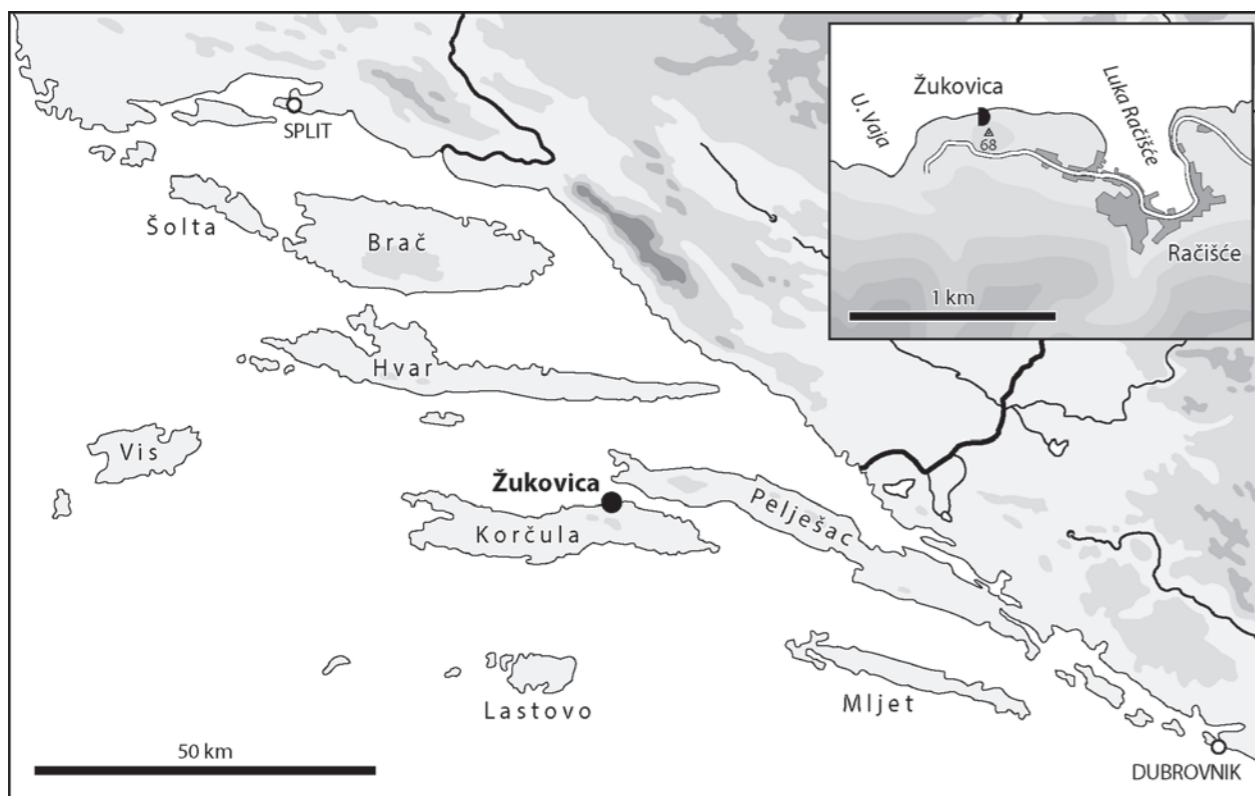 SPLIT
Šolta
Brač
Hvar
Vis
Žukovica
Korčula
Pelješac
Lastovo
Mljet
DUBROVNIK
50 km
U. Vaja
Žukovica
68
Luka Račišće
Račišće
1 km